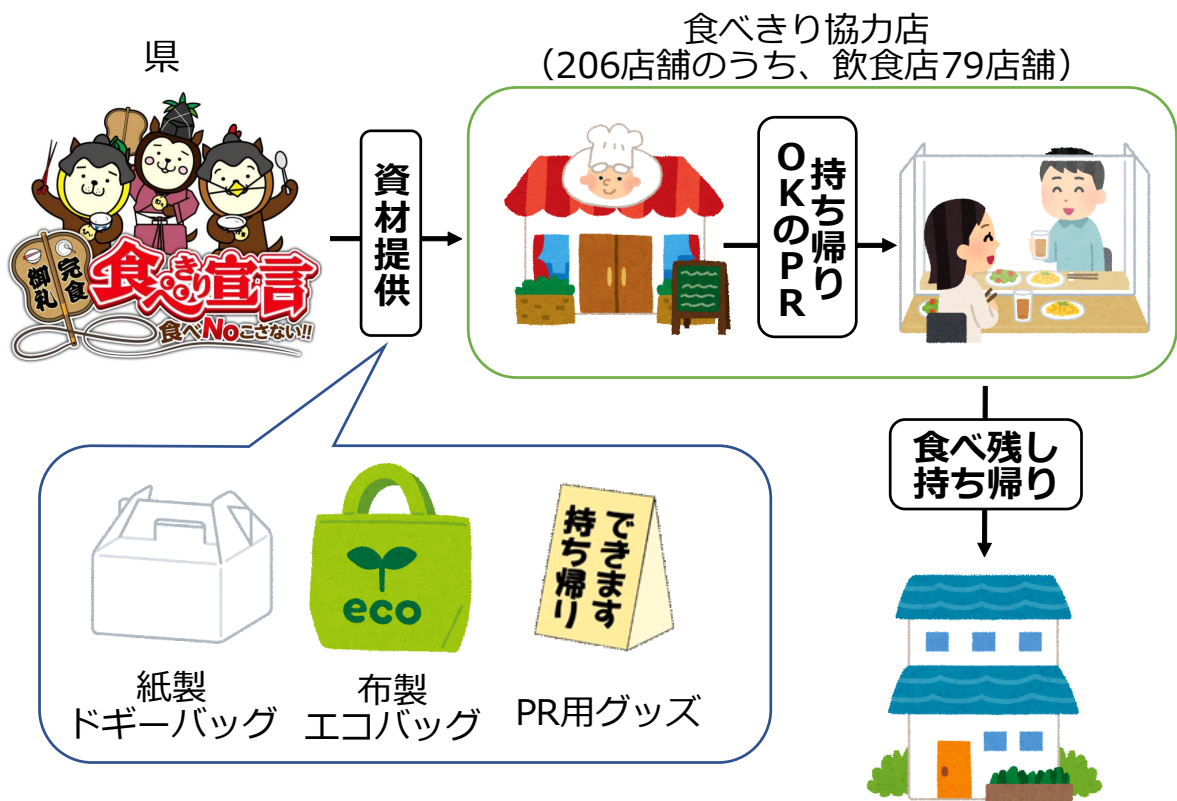 県
食べきり協力店
（206店舗のうち、飲食店79店舗）
完食
御札
食べきり宣言
食べNoこざない!!
資材提供
持ち帰り
OKのPR
食べ残し
持ち帰り
eco
できます
持ち帰り
紙製
ドギーバッグ
布製
エコバッグ
PR用グッズ